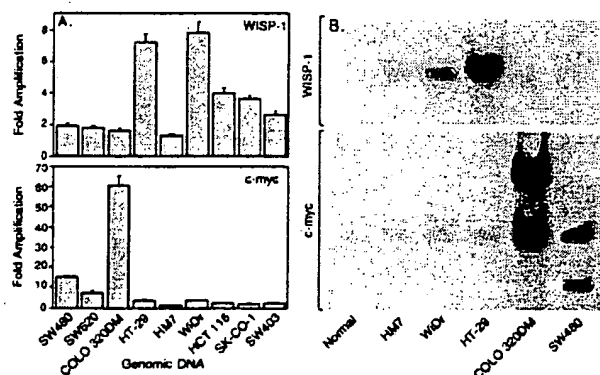 A.
WISP-1
Fold Amplification
8
6
4
2
0
c-myc
Fold Amplification
75
60
50
40
30
20
10
0
SW480
SW620
COLO 320DM
HT-29
HM7
WiDr
HCT 116
SK-CO-1
SW403
Genomic DNA
B.
WISP-1
c-myc
Normal
HM7
WiDr
HT-29
COLO 320DM
SW480